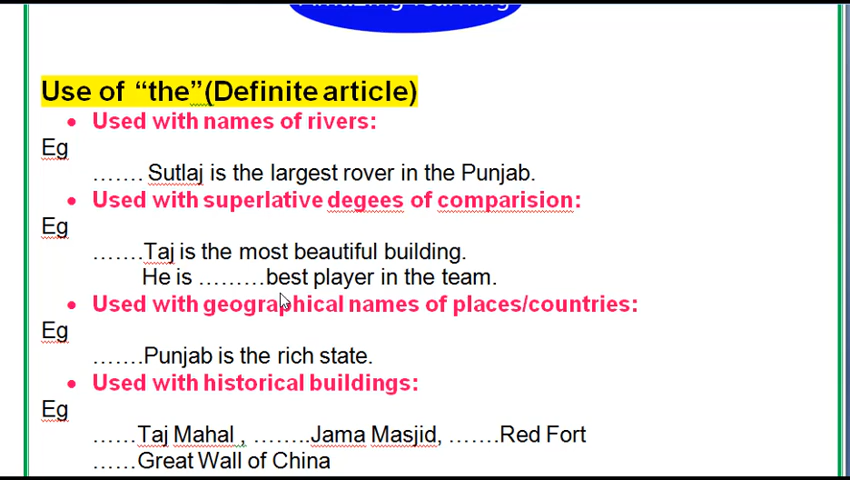 Amazing learning
Use of “the”(Definite article)
• Used with names of rivers:
Eg
……. Sutlaj is the largest rover in the Punjab.
• Used with superlative degees of comparision:
Eg
…….Taj is the most beautiful building.
He is ………best player in the team.
• Used with geographical names of places/countries:
Eg
…….Punjab is the rich state.
• Used with historical buildings:
Eg
……Taj Mahal , ……..Jama Masjid, …….Red Fort
……Great Wall of China